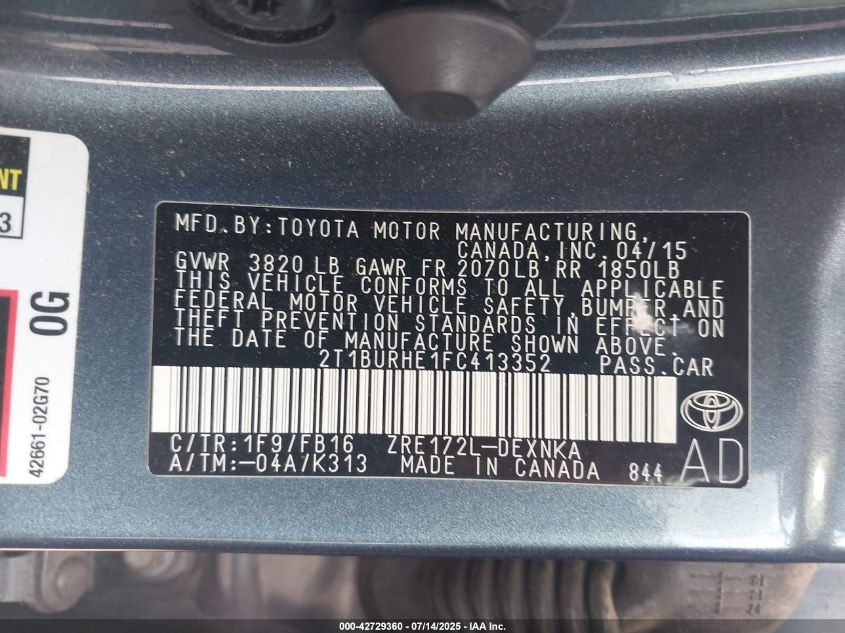 NT
3
0G
42661-02G70
MFD.BY:TOYOTA MOTOR MANUFACTURING,
CANADA,INC. 04/15
GVWR 3820 LB GAWR FR 2070LB RR 1850LB
THIS VEHICLE CONFORMS TO ALL APPLICABLE
FEDERAL MOTOR VEHICLE SAFETY, BUMPER, AND
THEFT PREVENTION STANDARDS IN EFFECT ON
THE DATE OF MANUFACTURE SHOWN ABOVE.
2T1BURHE1FC413352 PASS.CAR
C/TR:1F9/FB16 ZRE172L-DEXNKA
A/TM:-04A/K313 MADE IN CANADA 844 AD
000-42729360 - 07/14/2025 - IAA Inc.